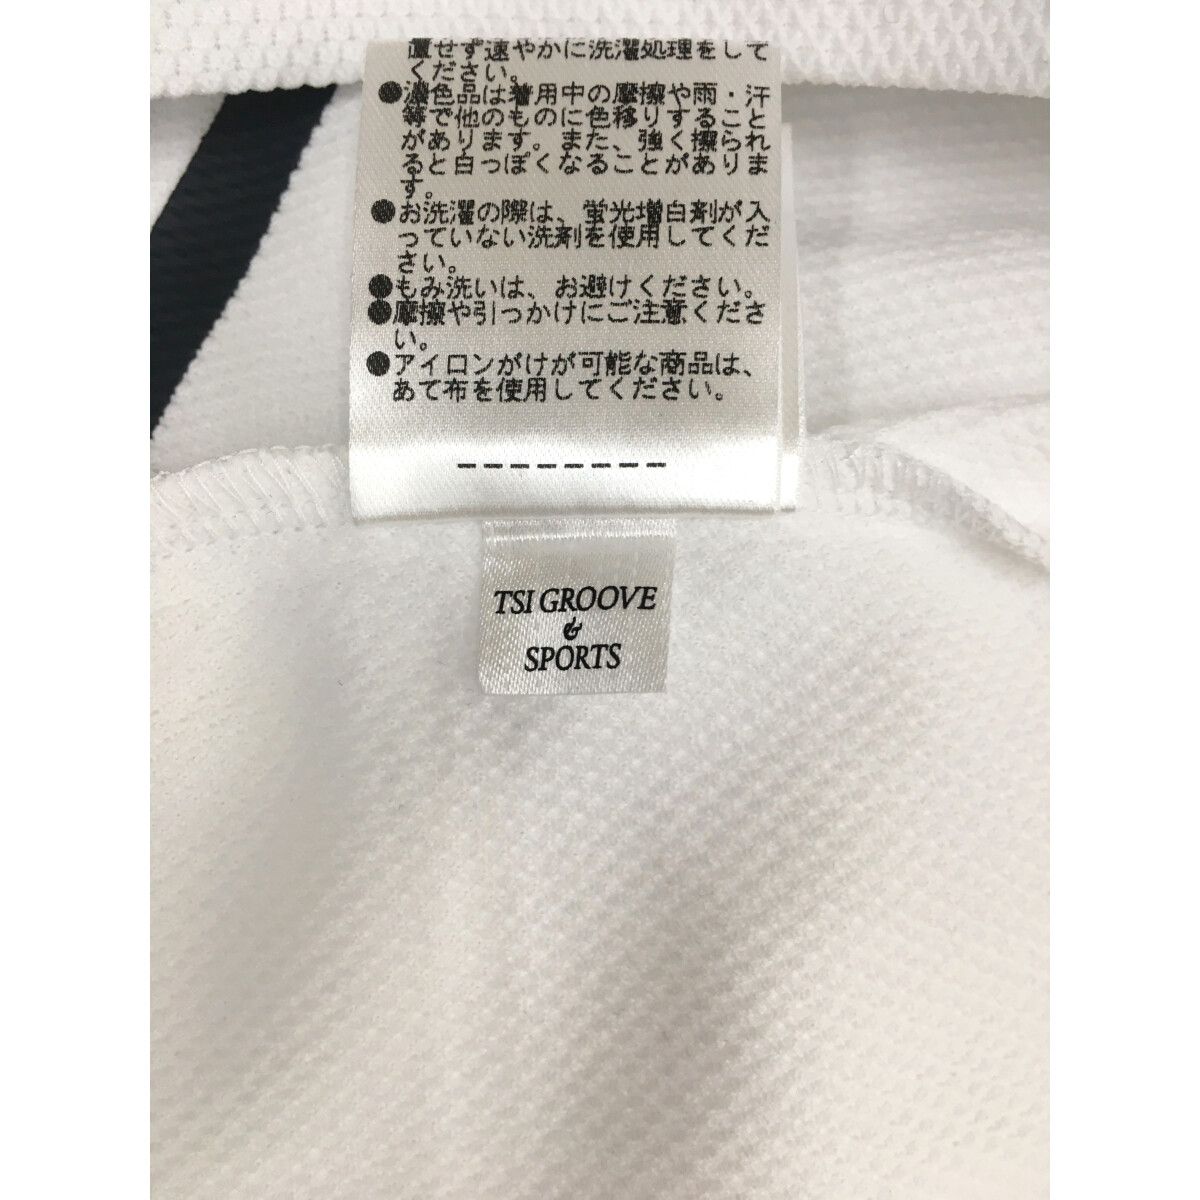 置せず速やかに洗濯処理をして
ください。
●濃色品は着用中の摩擦や雨・汗
等で他のものに色移りすること
があります。また、強く擦られ
ると白っぽくなることがありま
す。
●お洗濯の際は、蛍光増白剤が入
っていない洗剤を使用してくだ
さい。
●もみ洗いは、お避けください。
●摩擦や引っかけにご注意くださ
い。
●アイロンがけが可能な商品は、
あて布を使用してください。
--------
TSI GROOVE
&
SPORTS